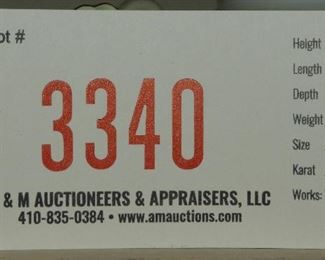 ot #
3340
& M AUCTIONEERS & APPRAISERS, LLC
410-835-0384 • www.amauctions.com
Height
Length
Depth
Weight
Size
Karat
Works: